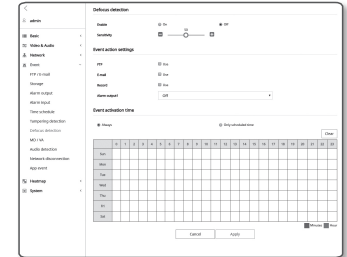 admin
Basic
Video & Audio
Network
Event
FTP / E-mail
Storage
Alarm output
Alarm input
Time schedule
Tampering detection
Defocus detection
MD / VA
Audio detection
Network disconnection
App event
Heatmap
System
Defocus detection
Enable On Off
Sensitivity 50
Event action settings
FTP Use
E-mail Use
Record Use
Alarm output1 Off
Event activation time
Always Only scheduled time
Clear
0 1 2 3 4 5 6 7 8 9 10 11 12 13 14 15 16 17 18 19 20 21 22 23
Sun
Mon
Tue
Wed
Thu
Fri
Sat
Minutes Hour
Cancel Apply